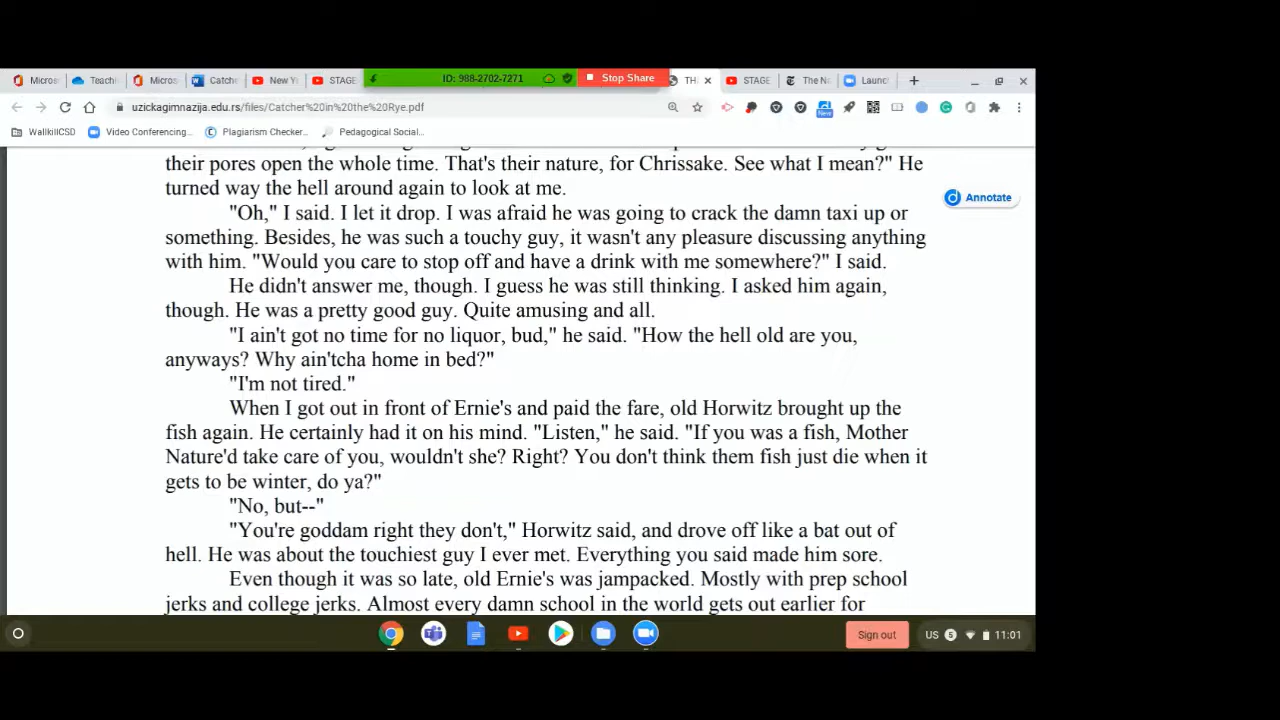 Micros Teachi Micros Catche New Y STAGE ID: 988-2702-7271 Stop Share TH STAGE The N Launc
uzickagimnazija.edu.rs/files/Catcher%20in%20the%20Rye.pdf
New
WallkillCSD Video Conferencing... Plagiarism Checker... Pedagogical Social...
their pores open the whole time. That's their nature, for Chrissake. See what I mean?" He
turned way the hell around again to look at me.
Annotate
"Oh," I said. I let it drop. I was afraid he was going to crack the damn taxi up or
something. Besides, he was such a touchy guy, it wasn't any pleasure discussing anything
with him. "Would you care to stop off and have a drink with me somewhere?" I said.
He didn't answer me, though. I guess he was still thinking. I asked him again,
though. He was a pretty good guy. Quite amusing and all.
"I ain't got no time for no liquor, bud," he said. "How the hell old are you,
anyways? Why ain'tcha home in bed?"
"I'm not tired."
When I got out in front of Ernie's and paid the fare, old Horwitz brought up the
fish again. He certainly had it on his mind. "Listen," he said. "If you was a fish, Mother
Nature'd take care of you, wouldn't she? Right? You don't think them fish just die when it
gets to be winter, do ya?"
"No, but--"
"You're goddam right they don't," Horwitz said, and drove off like a bat out of
hell. He was about the touchiest guy I ever met. Everything you said made him sore.
Even though it was so late, old Ernie's was jampacked. Mostly with prep school
jerks and college jerks. Almost every damn school in the world gets out earlier for
Sign out US 5 11:01